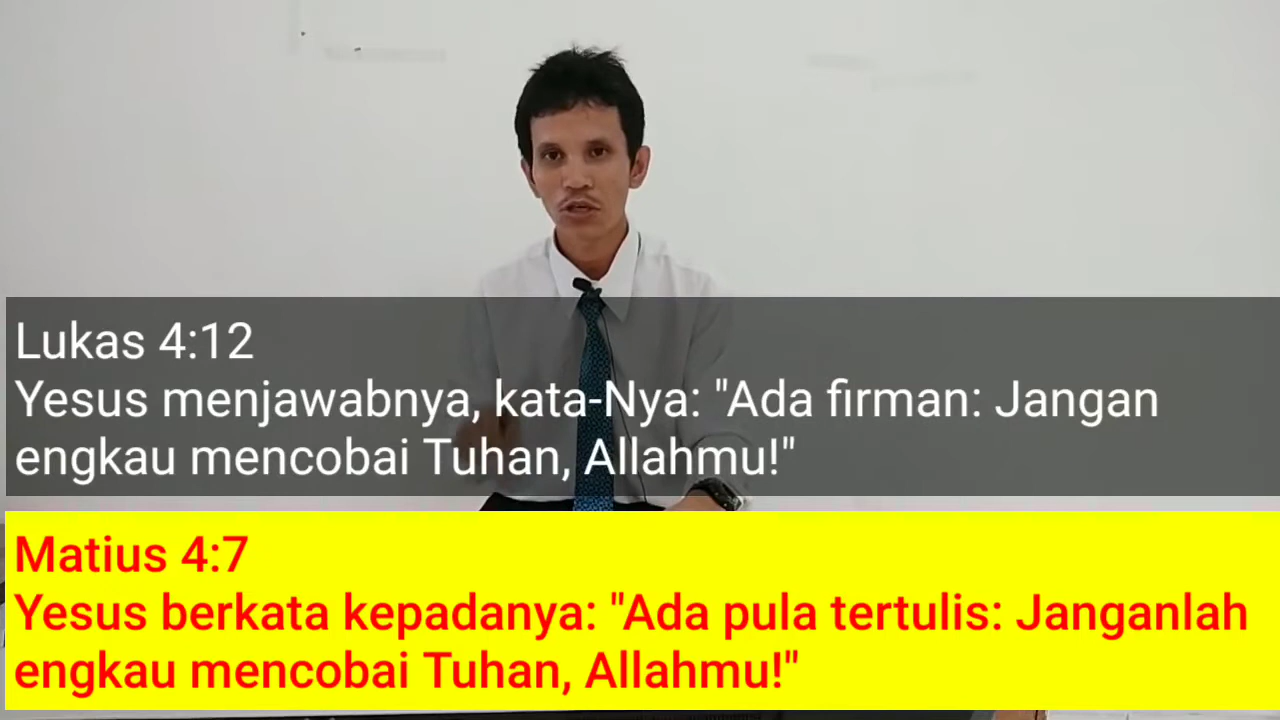 Lukas 4:12
Yesus menjawabnya, kata-Nya: "Ada firman: Jangan
engkau mencobai Tuhan, Allahmu!"
Matius 4:7
Yesus berkata kepadanya: "Ada pula tertulis: Janganlah
engkau mencobai Tuhan, Allahmu!"